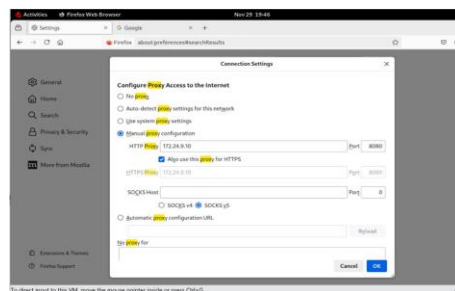 Activities Firefox Web Browser Nov 29 19:46
Settings × G Google × +
Firefox about:preferences#searchResults
Connection Settings ×
General
Home
Search
Privacy & Security
Sync
More from Mozilla
Extensions & Themes
Firefox Support
Configure Proxy Access to the Internet
No proxy
Auto-detect proxy settings for this network
Use system proxy settings
Manual proxy configuration
HTTP Proxy 172.24.9.10 Port 8080
Also use this proxy for HTTPS
HTTPS Proxy 172.24.9.10 Port 8080
SOCKS Host Port 0
SOCKS v4 SOCKS v5
Automatic proxy configuration URL
Reload
No proxy for
Cancel OK
To direct input to this VM, move the mouse pointer inside or press Ctrl+G.